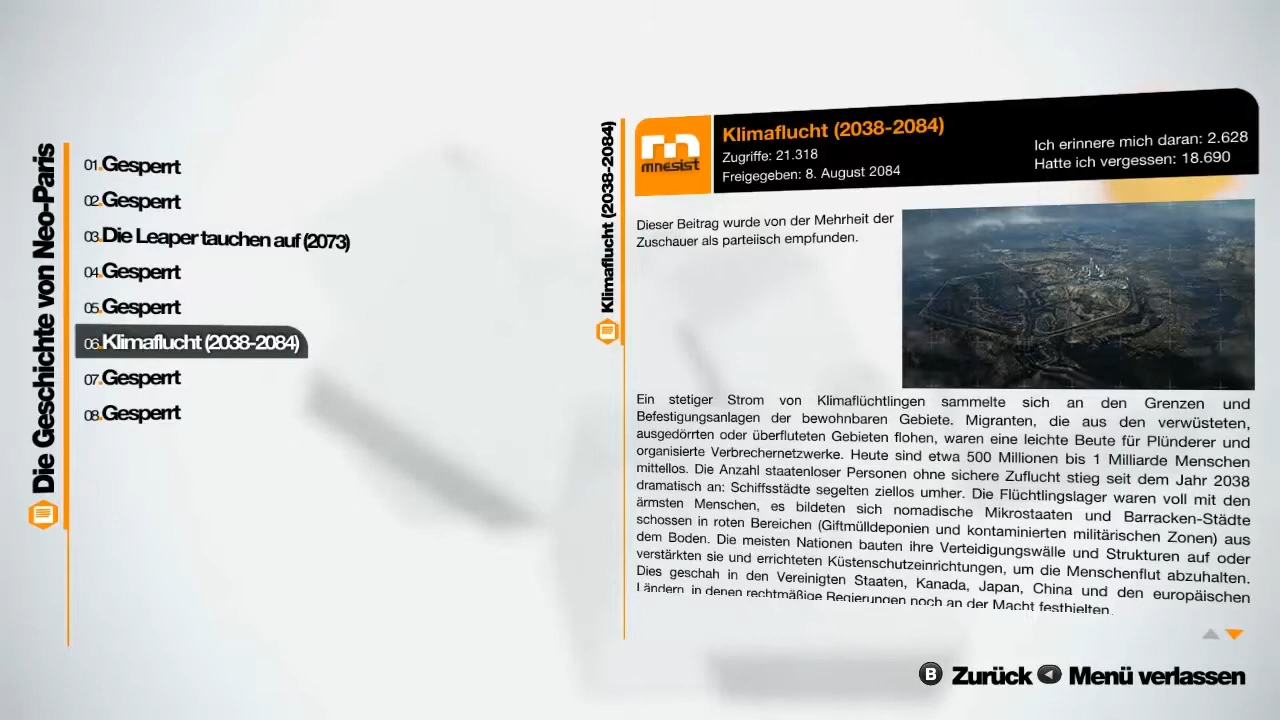 Die Geschichte von Neo-Paris
01.Gesperrt
02.Gesperrt
03.Die Leaper tauchen auf (2073)
04.Gesperrt
05.Gesperrt
06.Klimaflucht (2038-2084)
07.Gesperrt
08.Gesperrt
Klimaflucht (2038-2084)
mnesist
Klimaflucht (2038-2084)
Zugriffe: 21.318
Freigegeben: 8. August 2084
Ich erinnere mich daran: 2.628
Hatte ich vergessen: 18.690
Dieser Beitrag wurde von der Mehrheit der
Zuschauer als parteiisch empfunden.
Ein stetiger Strom von Klimaflüchtlingen sammelte sich an den Grenzen und
Befestigungsanlagen der bewohnbaren Gebiete. Migranten, die aus den verwüsteten,
ausgedörrten oder überfluteten Gebieten flohen, waren eine leichte Beute für Plünderer und
organisierte Verbrechernetzwerke. Heute sind etwa 500 Millionen bis 1 Milliarde Menschen
mittellos. Die Anzahl staatenloser Personen ohne sichere Zuflucht stieg seit dem Jahr 2038
dramatisch an: Schiffsstädte segelten ziellos umher. Die Flüchtlingslager waren voll mit den
ärmsten Menschen, es bildeten sich nomadische Mikrostaaten und Barracken-Städte
schossen in roten Bereichen (Giftmülldeponien und kontaminierten militärischen Zonen) aus
dem Boden. Die meisten Nationen bauten ihre Verteidigungswälle und Strukturen auf oder
verstärkten sie und errichteten Küstenschutzeinrichtungen, um die Menschenflut abzuhalten.
Dies geschah in den Vereinigten Staaten, Kanada, Japan, China und den europäischen
Ländern, in denen rechtmäßige Regierungen noch an der Macht festhielten.
B Zurück Menü verlassen